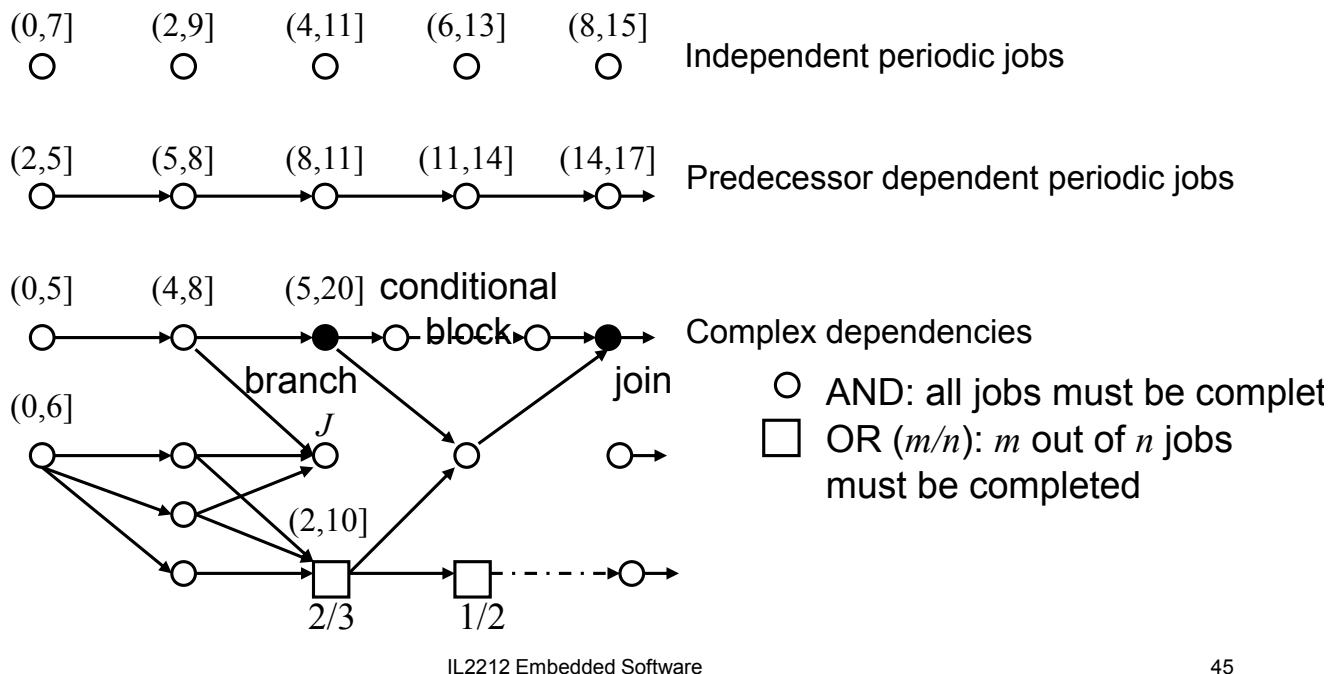 (0,7] (2,9] (4,11] (6,13] (8,15]
Independent periodic jobs
(2,5] (5,8] (8,11] (11,14] (14,17]
Predecessor dependent periodic jobs
(0,5] (4,8] (5,20] conditional
block
Complex dependencies
branch
join
(0,6]
J
AND: all jobs must be complet
OR (m/n): m out of n jobs
must be completed
(2,10]
2/3 1/2
IL2212 Embedded Software 45